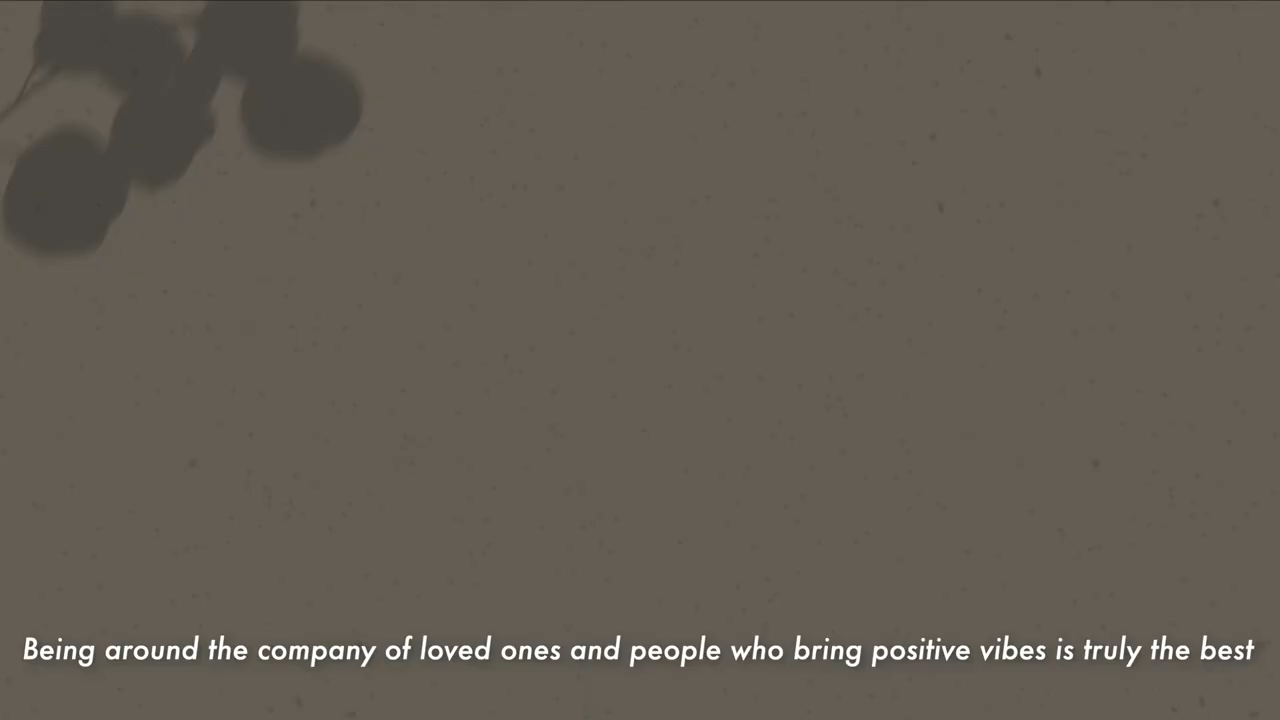 Being around the company of loved ones and people who bring positive vibes is truly the best